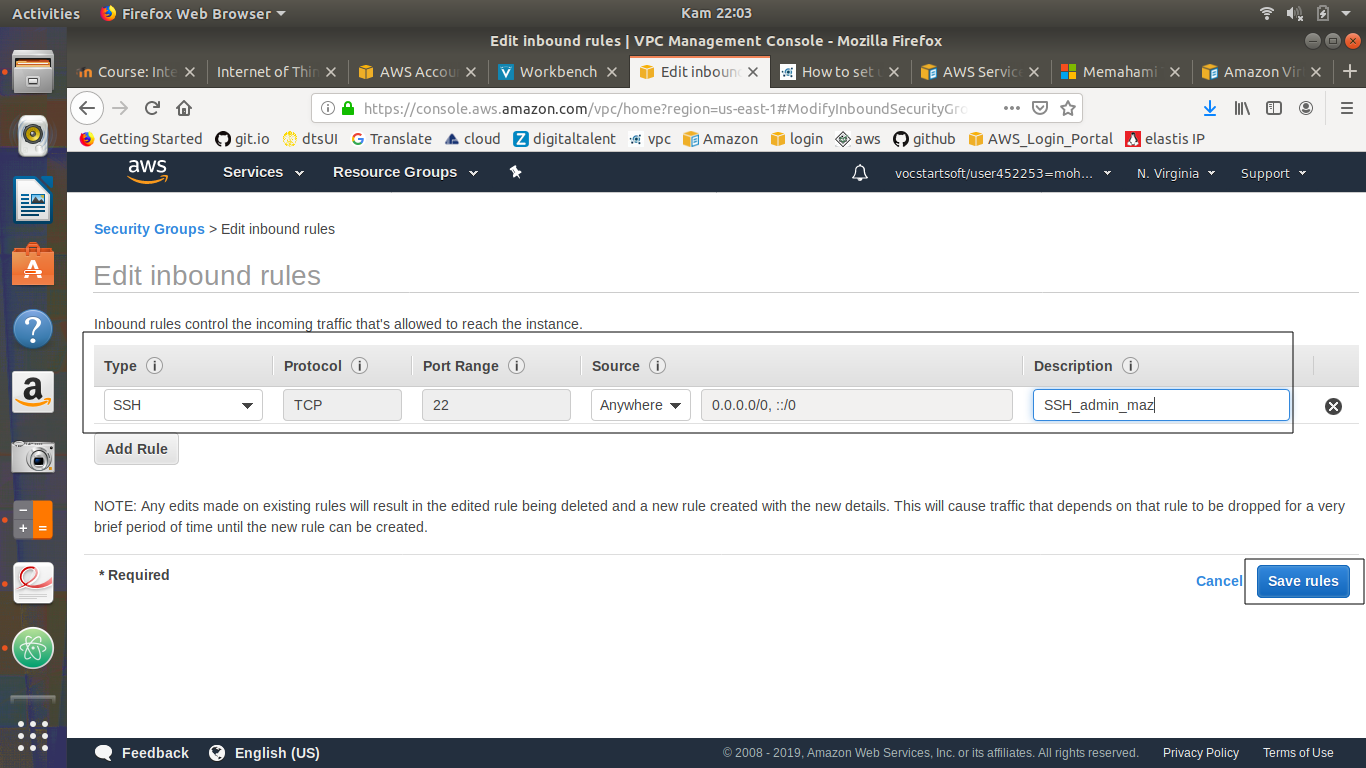 Activities Firefox Web Browser Kam 22:03
Edit inbound rules | VPC Management Console - Mozilla Firefox
Course: Inte Internet of Thin AWS Accou Workbench Edit inboun How to set u AWS Servic Memahami Amazon Vir
https://console.aws.amazon.com/vpc/home?region=us-east-1#ModifyInboundSecurityGro
Getting Started git.io dtsUI Translate cloud digitaltalent vpc Amazon login aws github AWS_Login_Portal elastis IP
aws Services Resource Groups vocstartsoft/user452253=moh... N. Virginia Support
Security Groups > Edit inbound rules
Edit inbound rules
Inbound rules control the incoming traffic that's allowed to reach the instance.
Type Protocol Port Range Source Description
SSH TCP 22 Anywhere 0.0.0.0/0, ::/0 SSH_admin_maz
Add Rule
NOTE: Any edits made on existing rules will result in the edited rule being deleted and a new rule created with the new details. This will cause traffic that depends on that rule to be dropped for a very
brief period of time until the new rule can be created.
* Required
Cancel Save rules
Feedback English (US) © 2008 - 2019, Amazon Web Services, Inc. or its affiliates. All rights reserved. Privacy Policy Terms of Use